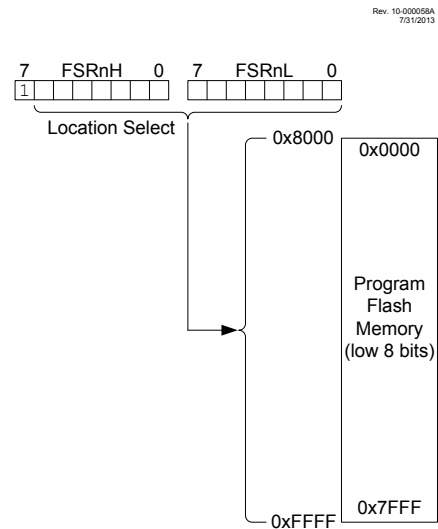 Rev. 10-000058A
7/31/2013
7 FSRnH 0 7 FSRnL 0
1
Location Select
0x8000
0x0000
Program
Flash
Memory
(low 8 bits)
0x7FFF
0xFFFF